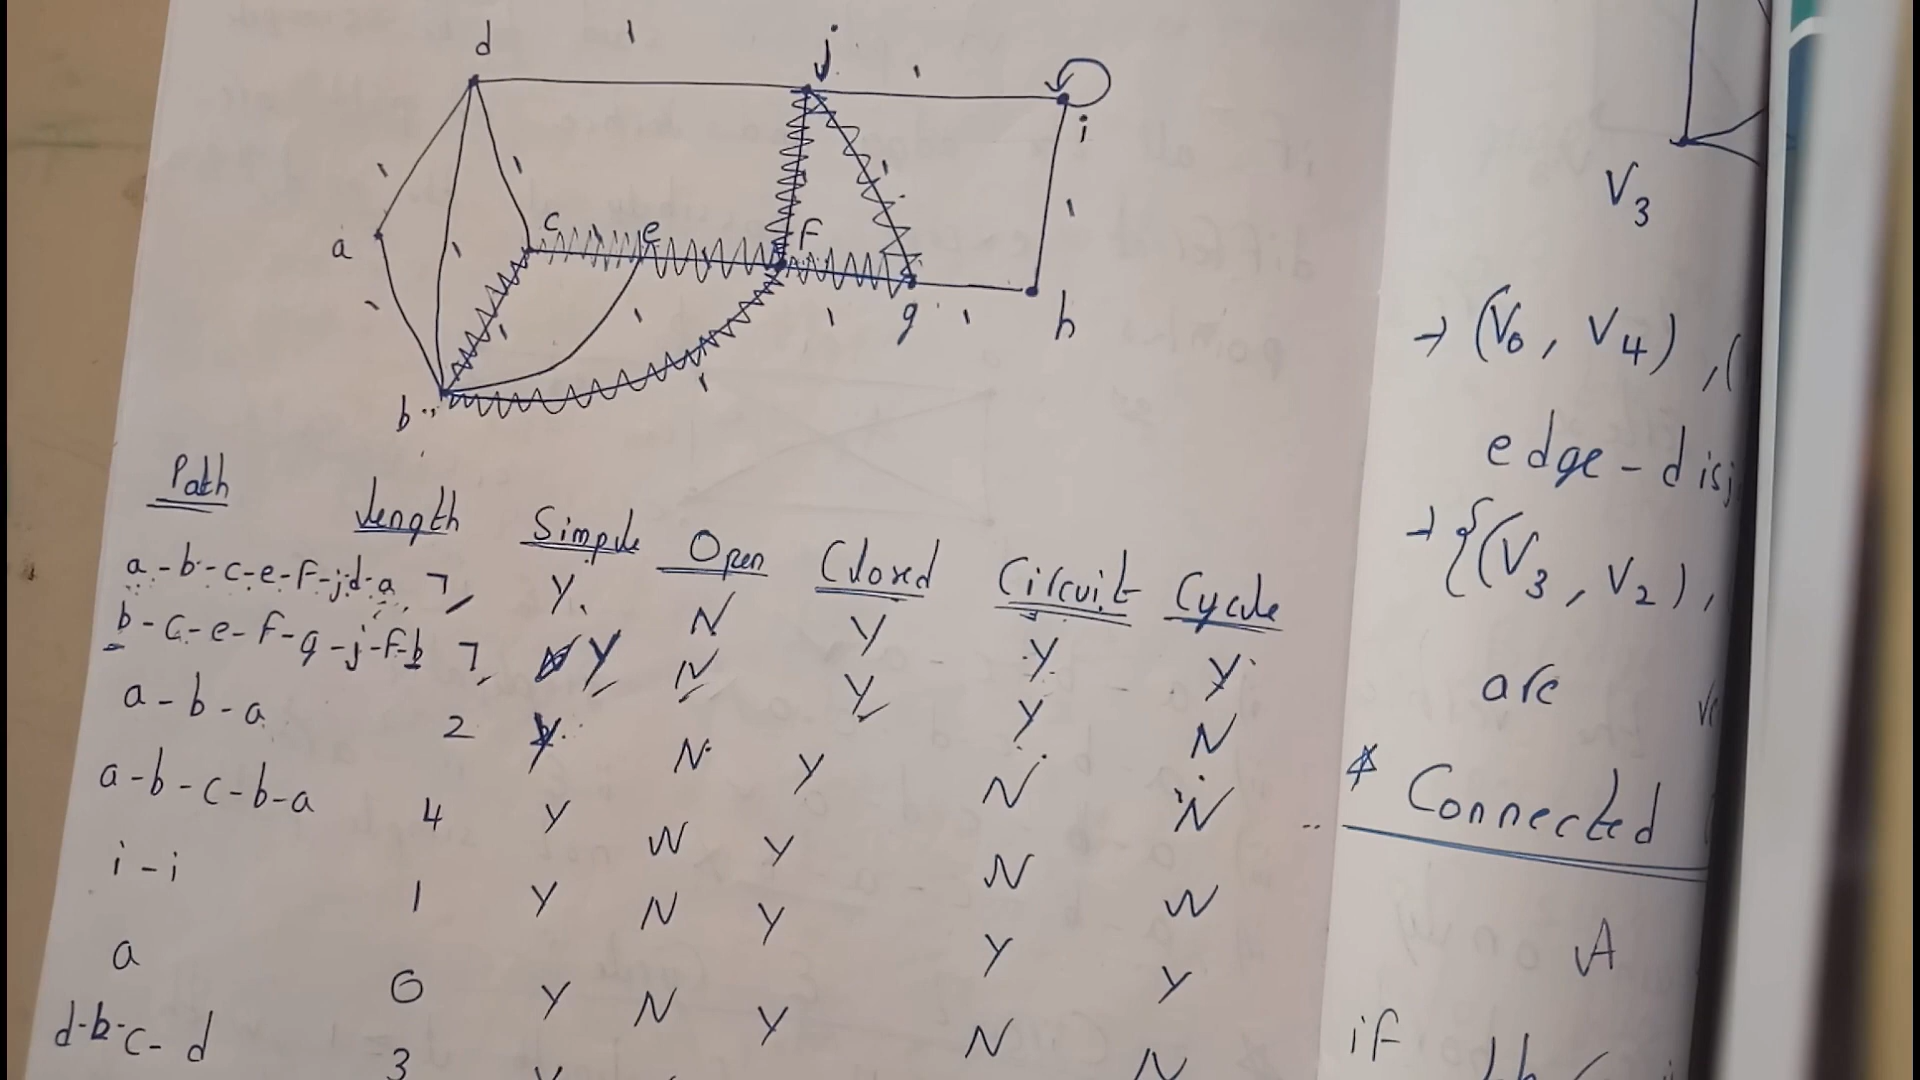 d j
i
a c e f
g h
b
Path Length Simple Open Closed Circuit Cycle
a-b-c-e-f-j-d-a 7 Y N Y Y Y
b-c-e-f-g-j-f-b 7 Y N Y Y N
a-b-a 2 N Y N N
a-b-c-b-a 4 Y N Y N N
i-i 1 Y N Y Y Y
a 0 Y N Y N N
d-b-c-d 3
V3
→ (V0, V4), (
edge-disj
→ {(V3, V2),
are
* Connected
A
if